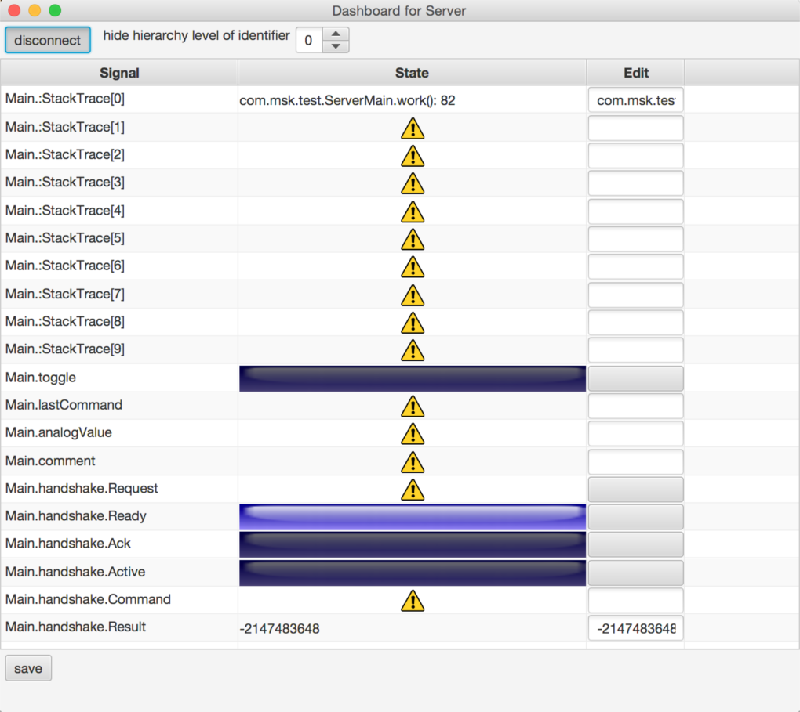 Dashboard for Server
disconnect hide hierarchy level of identifier 0
Signal State Edit
Main.:StackTrace[0] com.msk.test.ServerMain.work(): 82 com.msk.tes
Main.:StackTrace[1]
Main.:StackTrace[2]
Main.:StackTrace[3]
Main.:StackTrace[4]
Main.:StackTrace[5]
Main.:StackTrace[6]
Main.:StackTrace[7]
Main.:StackTrace[8]
Main.:StackTrace[9]
Main.toggle
Main.lastCommand
Main.analogValue
Main.comment
Main.handshake.Request
Main.handshake.Ready
Main.handshake.Ack
Main.handshake.Active
Main.handshake.Command
Main.handshake.Result -2147483648 -2147483648
save